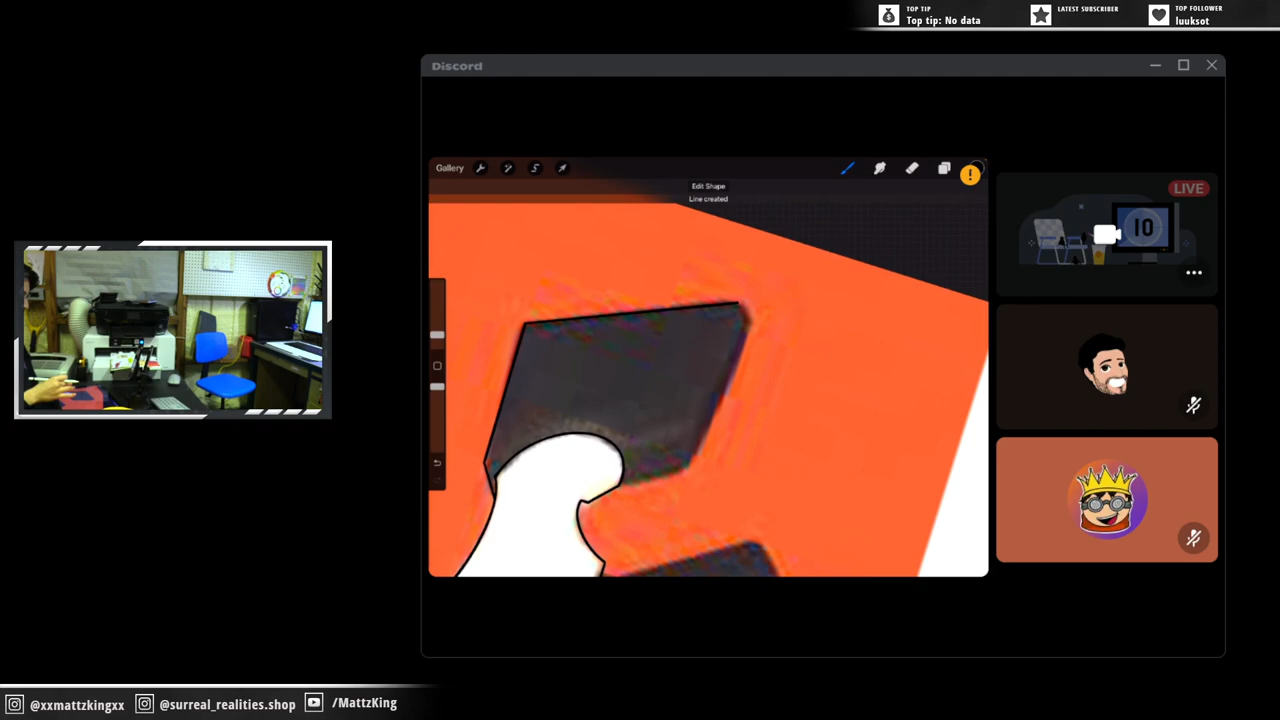 TOP TIP
Top tip: No data
LATEST SUBSCRIBER
TOP FOLLOWER
luuksot
Discord
Gallery
Edit Shape
Line created
LIVE
10
@xxmattzkingxx
@surreal_realities.shop
/MattzKing